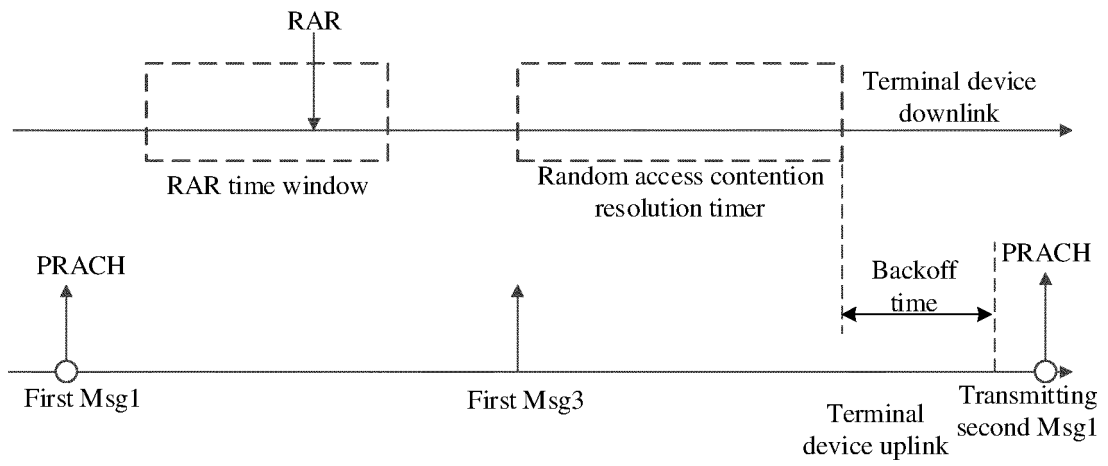 RAR
Terminal device
downlink
RAR time window
Random access contention
resolution timer
PRACH
Backoff
time
PRACH
First Msg1
First Msg3
Terminal
device uplink
Transmitting
second Msg1